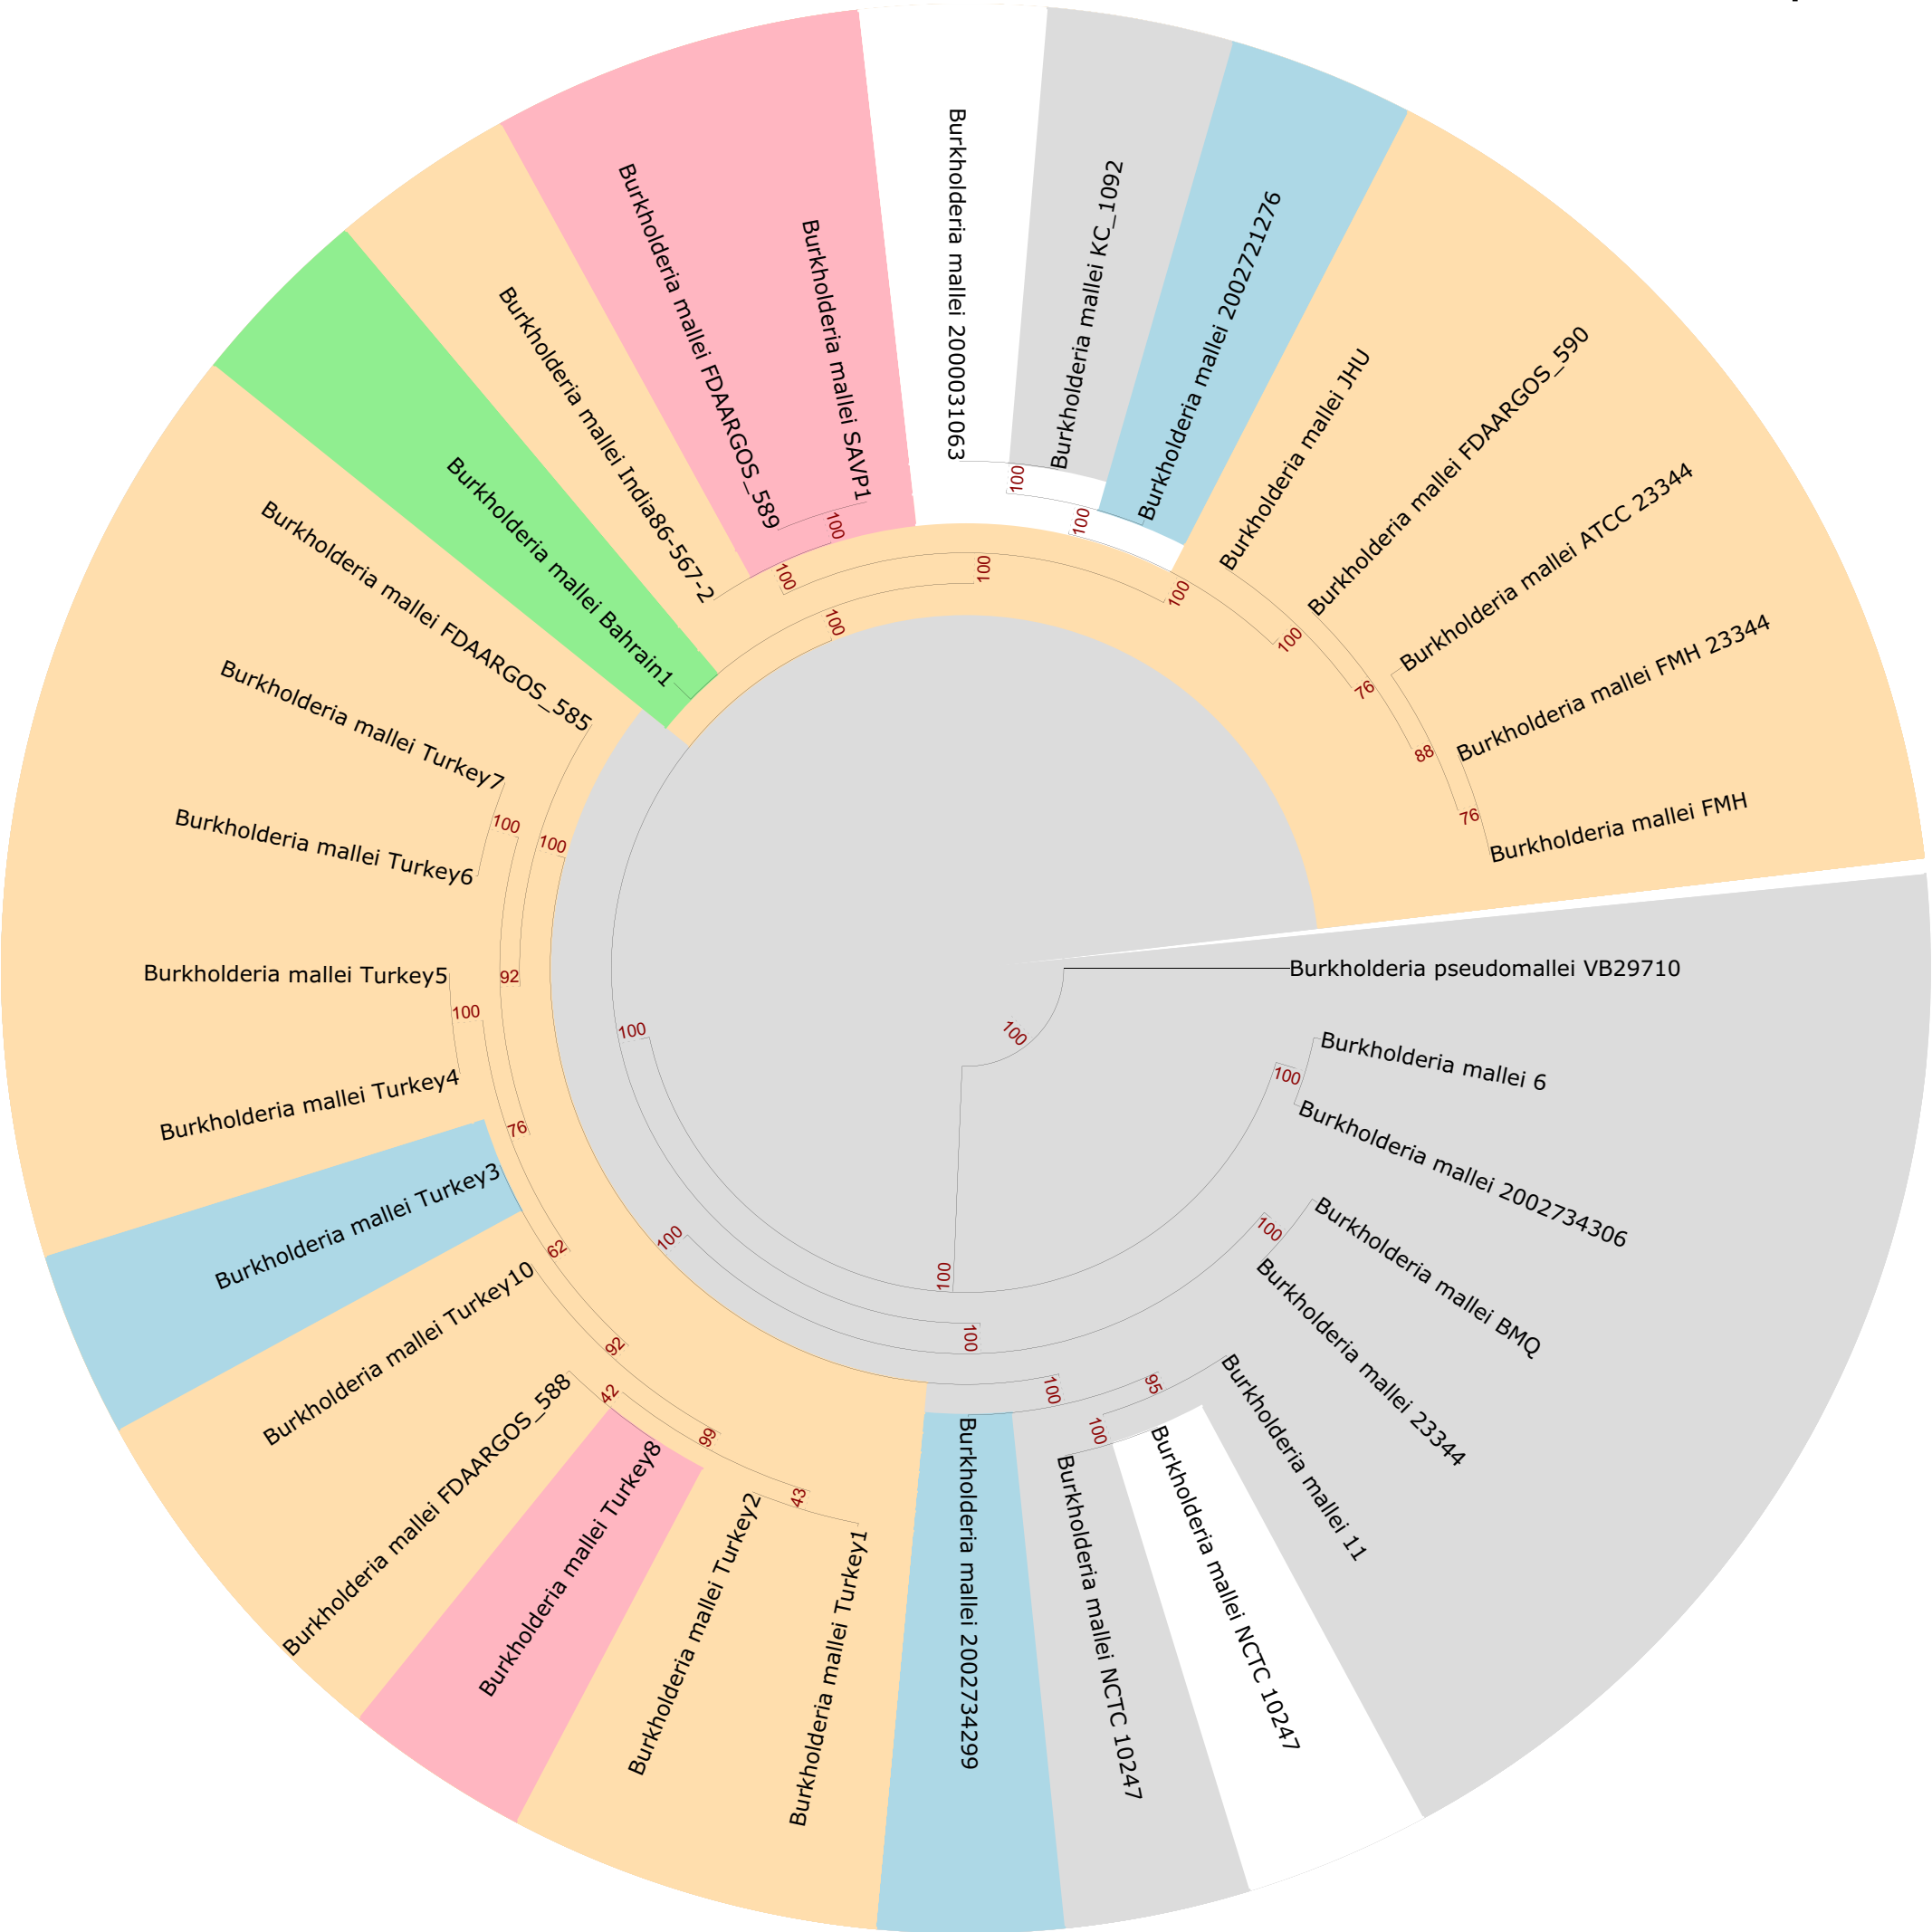 Burkholderia mallei 2000031063
Burkholderia mallei KC_1092
Burkholderia mallei 2002721276
Burkholderia mallei JHU
Burkholderia mallei FDAARGOS_590
Burkholderia mallei ATCC 23344
Burkholderia mallei FMH 23344
Burkholderia mallei FMH
Burkholderia pseudomallei VB29710
Burkholderia mallei 6
Burkholderia mallei 2002734306
Burkholderia mallei BMQ
Burkholderia mallei 23344
Burkholderia mallei 11
Burkholderia mallei NCTC 10247
Burkholderia mallei NCTC 10247
Burkholderia mallei 2002734299
Burkholderia mallei Turkey1
Burkholderia mallei Turkey2
Burkholderia mallei Turkey8
Burkholderia mallei FDAARGOS_588
Burkholderia mallei Turkey10
Burkholderia mallei Turkey3
Burkholderia mallei Turkey4
Burkholderia mallei Turkey5
Burkholderia mallei Turkey6
Burkholderia mallei Turkey7
Burkholderia mallei FDAARGOS_585
Burkholderia mallei Bahrain1
Burkholderia mallei India86-567-2
Burkholderia mallei FDAARGOS_589
Burkholderia mallei SAVP1
100
100
100
100
76
88
76
100
100
100
100
100
100
100
100
100
100
100
95
100
100
43
99
42
92
62
76
100
92
100
100